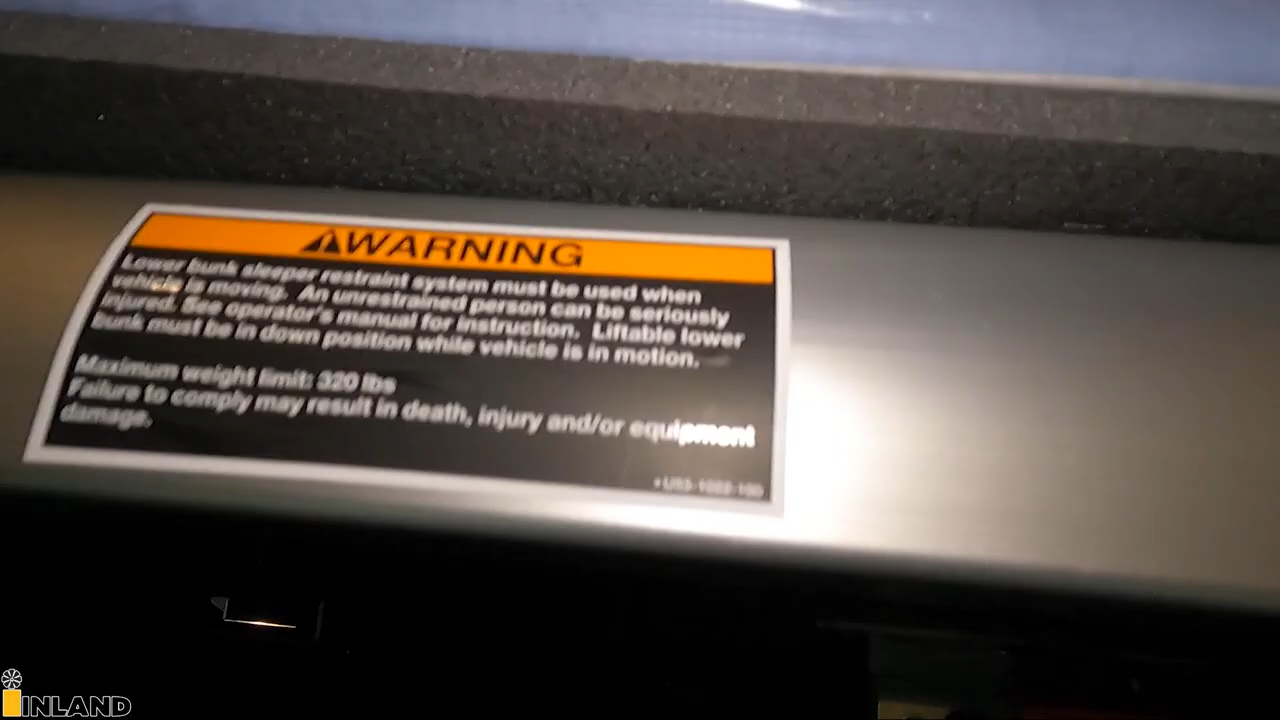 WARNING
Lower bunk sleeper restraint system must be used when
vehicle is moving. An unrestrained person can be seriously
injured. See operator's manual for instruction. Liftable lower
bunk must be in down position while vehicle is in motion.
Maximum weight limit: 320 lbs
Failure to comply may result in death, injury and/or equipment
damage.
INLAND